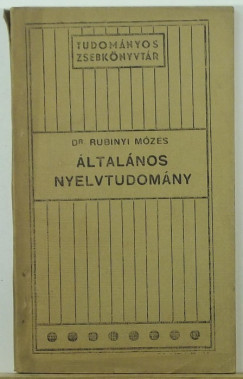 TUDOMÁNYOS
ZSEBKÖNYVTÁR
DR. RUBINYI MÓZES
ÁLTALÁNOS
NYELVTUDOMÁNY